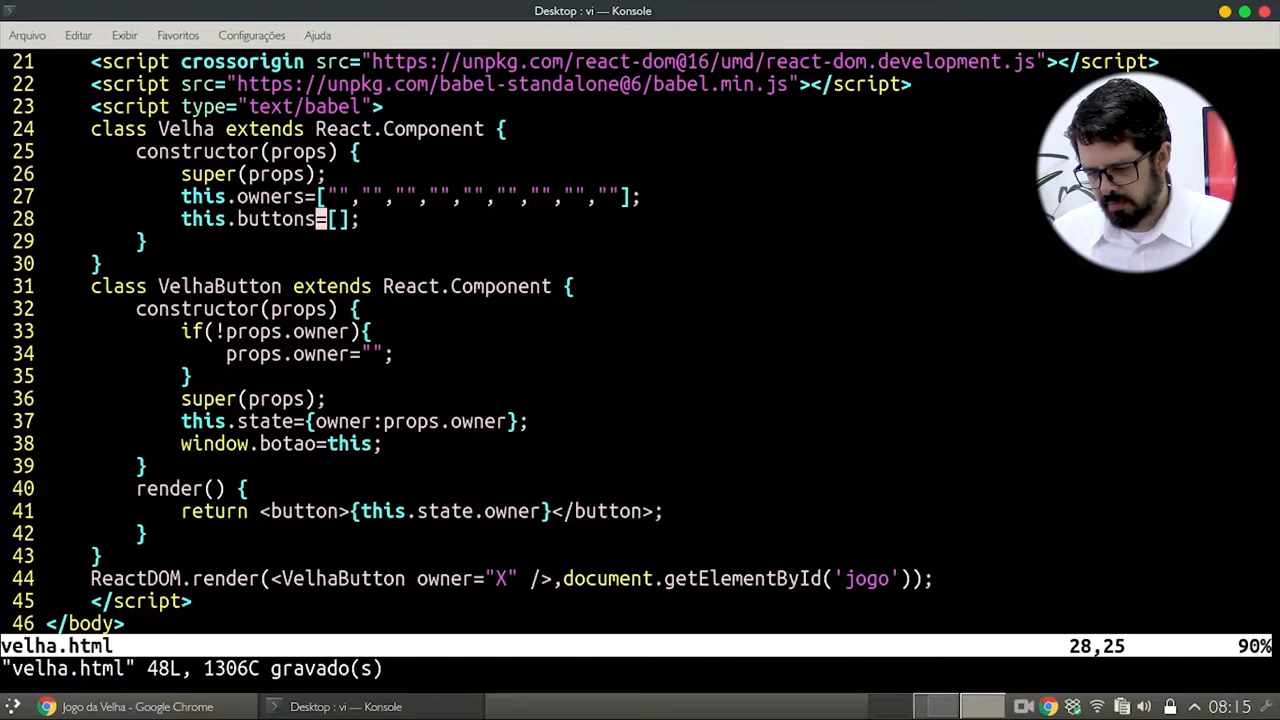 Desktop : vi — Konsole
Arquivo Editar Exibir Favoritos Configurações Ajuda
21 <script crossorigin src="https://unpkg.com/react-dom@16/umd/react-dom.development.js"></script>
22 <script src="https://unpkg.com/babel-standalone@6/babel.min.js"></script>
23 <script type="text/babel">
24 class Velha extends React.Component {
25 constructor(props) {
26 super(props);
27 this.owners=["","","","","","","","",""];
28 this.buttons=[];
29 }
30 }
31 class VelhaButton extends React.Component {
32 constructor(props) {
33 if(!props.owner){
34 props.owner="";
35 }
36 super(props);
37 this.state={owner:props.owner};
38 window.botao=this;
39 }
40 render() {
41 return <button>{this.state.owner}</button>;
42 }
43 }
44 ReactDOM.render(<VelhaButton owner="X" />,document.getElementById('jogo'));
45 </script>
46 </body>
velha.html 28,25 90%
"velha.html" 48L, 1306C gravado(s)
Jogo da Velha - Google Chrome Desktop : vi — Konsole 08:15